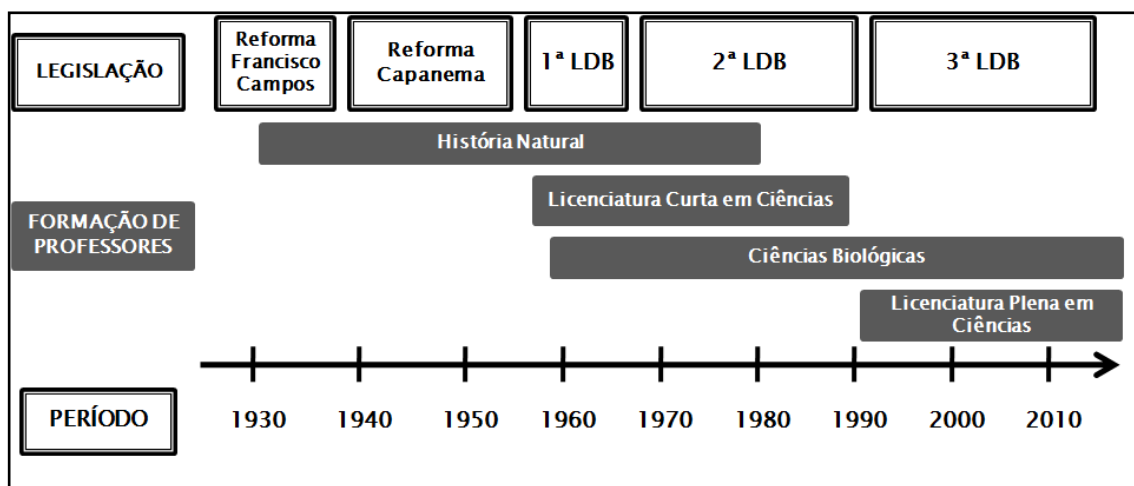 LEGISLAÇÃO
Reforma
Francisco
Campos
Reforma
Capanema
1ª LDB
2ª LDB
3ª LDB
História Natural
Licenciatura Curta em Ciências
FORMAÇÃO DE
PROFESSORES
Ciências Biológicas
Licenciatura Plena em
Ciências
PERÍODO
1930
1940
1950
1960
1970
1980
1990
2000
2010